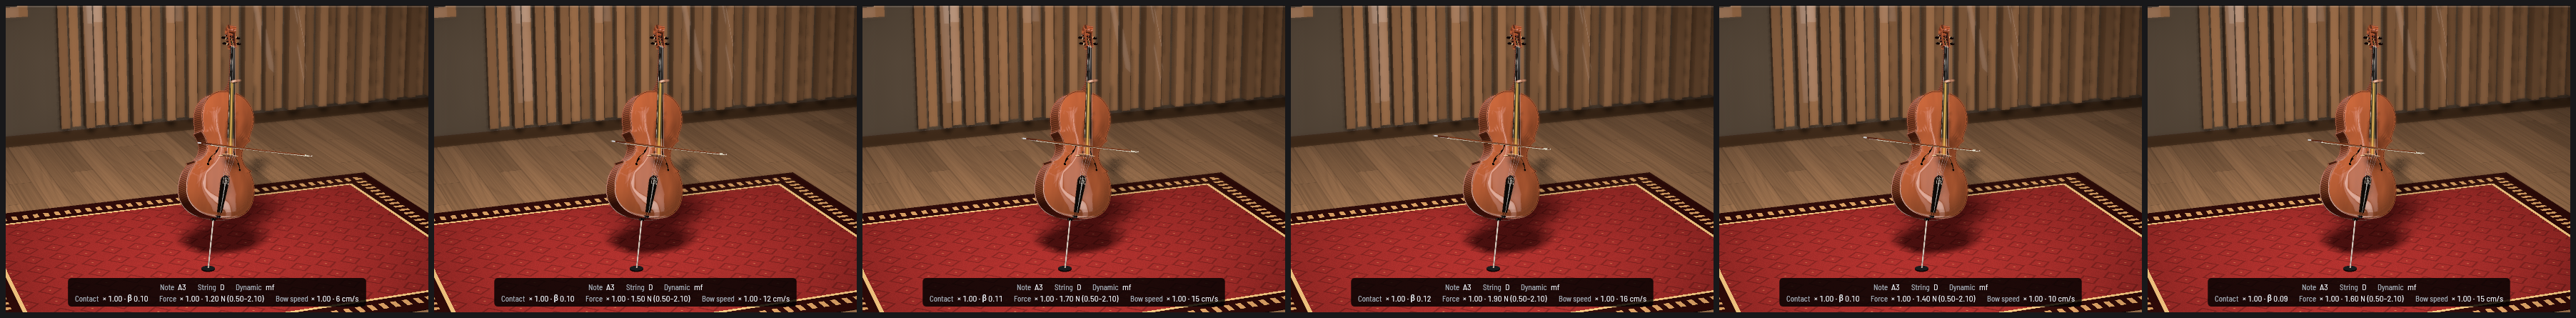 Note A3 String D Dynamic mf
Contact × 1.00 · β 0.10 Force × 1.00 · 1.20 N (0.50–2.10) Bow speed × 1.00 · 6 cm/s
Note A3 String D Dynamic mf
Contact × 1.00 · β 0.10 Force × 1.00 · 1.50 N (0.50–2.10) Bow speed × 1.00 · 12 cm/s
Note A3 String D Dynamic mf
Contact × 1.00 · β 0.11 Force × 1.00 · 1.70 N (0.50–2.10) Bow speed × 1.00 · 15 cm/s
Note A3 String D Dynamic mf
Contact × 1.00 · β 0.12 Force × 1.00 · 1.90 N (0.50–2.10) Bow speed × 1.00 · 16 cm/s
Note A3 String D Dynamic mf
Contact × 1.00 · β 0.10 Force × 1.00 · 1.40 N (0.50–2.10) Bow speed × 1.00 · 10 cm/s
Note A3 String D Dynamic mf
Contact × 1.00 · β 0.09 Force × 1.00 · 1.60 N (0.50–2.10) Bow speed × 1.00 · 15 cm/s